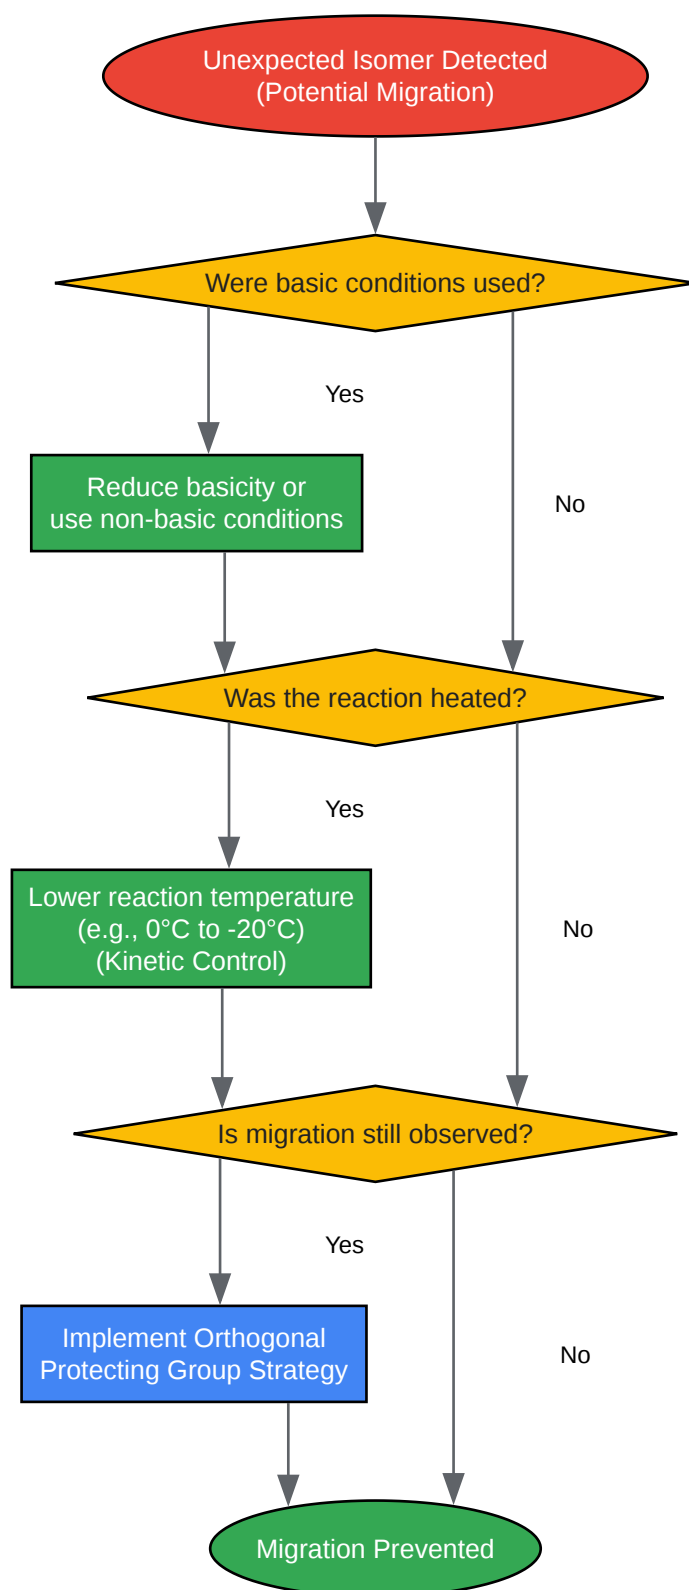 Unexpected Isomer Detected
(Potential Migration)
Were basic conditions used?
Yes
Reduce basicity or
use non-basic conditions
No
Was the reaction heated?
Yes
Lower reaction temperature
(e.g., 0°C to -20°C)
(Kinetic Control)
No
Is migration still observed?
Yes
Implement Orthogonal
Protecting Group Strategy
No
Migration Prevented